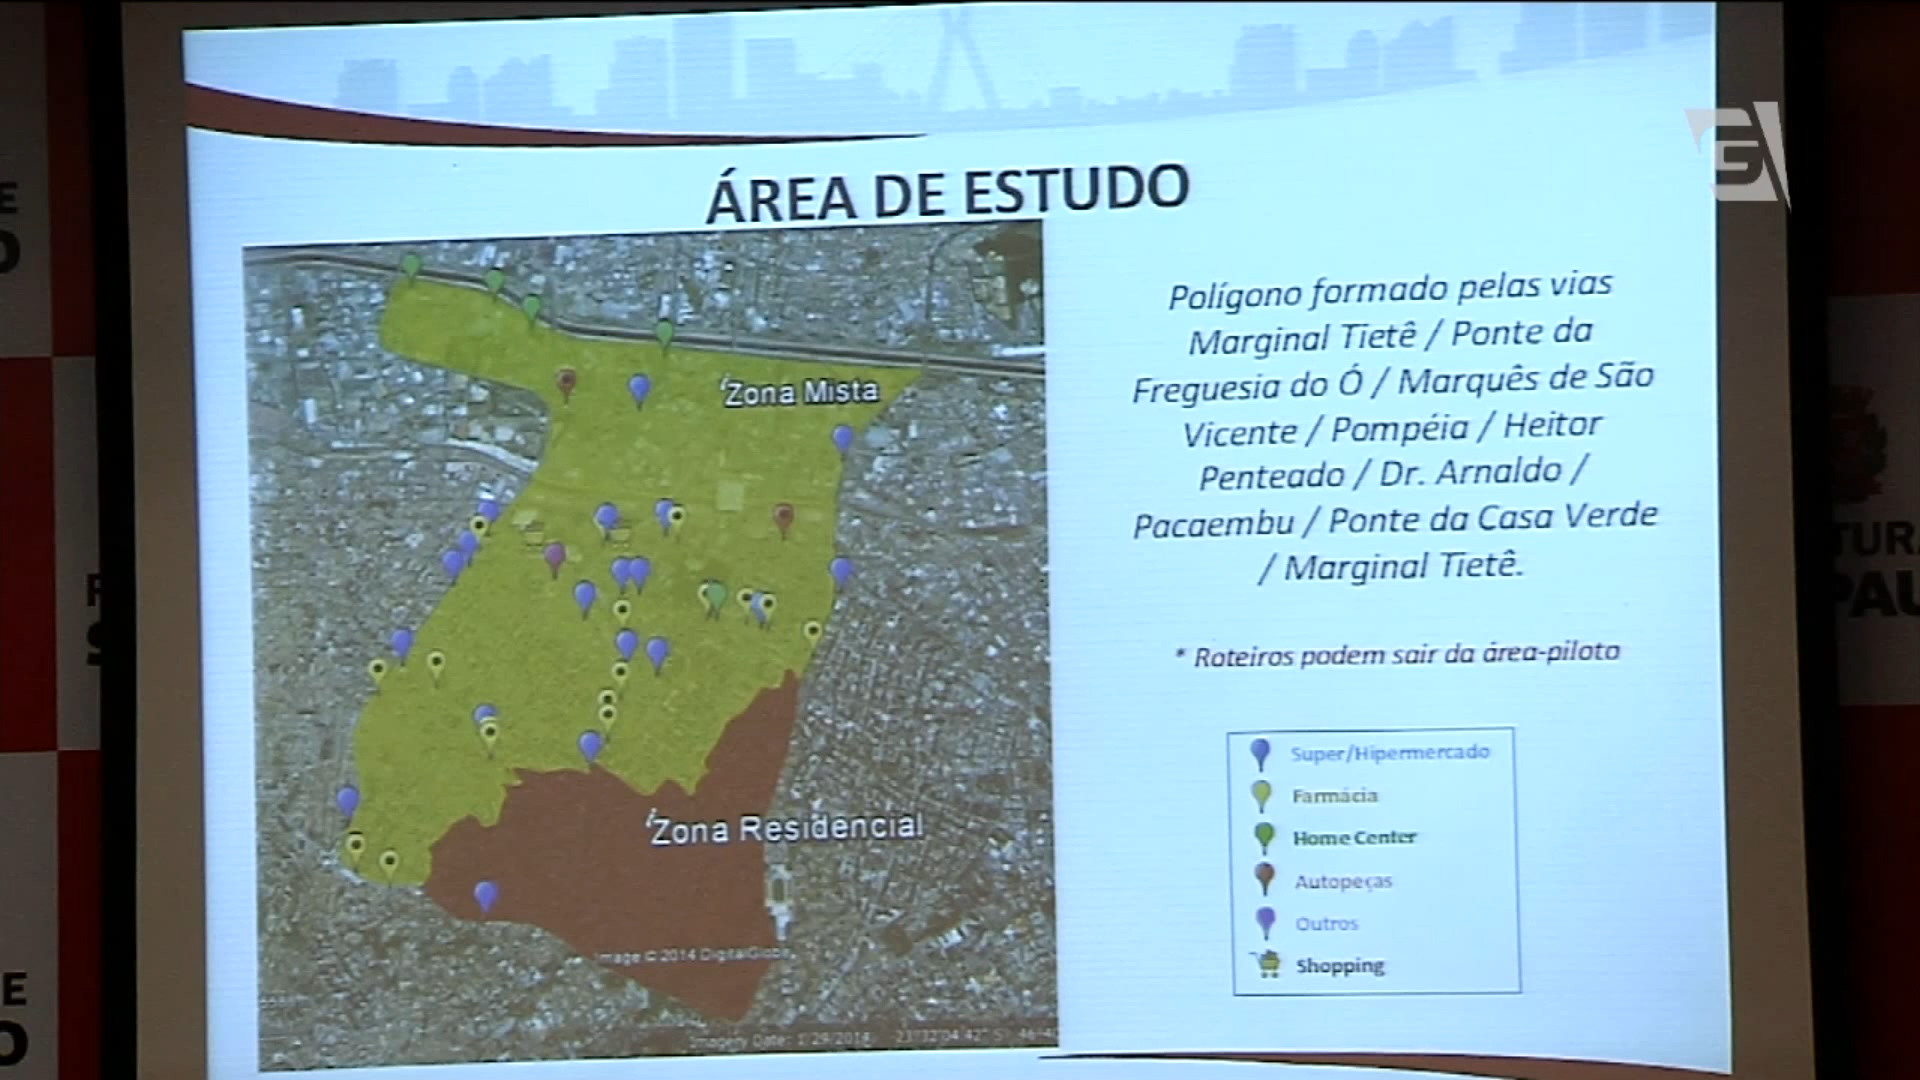 ÁREA DE ESTUDO
Polígono formado pelas vias
Marginal Tietê / Ponte da
Freguesia do Ó / Marquês de São
Vicente / Pompéia / Heitor
Penteado / Dr. Arnaldo /
Pacaembu / Ponte da Casa Verde
/ Marginal Tietê.
* Roteiros podem sair da área-piloto
Zona Mista
Zona Residencial
Image © 2014 DigitalGlobe
Imagery Date:
Super/Hipermercado
Farmácia
Home Center
Autopeças
Outros
Shopping